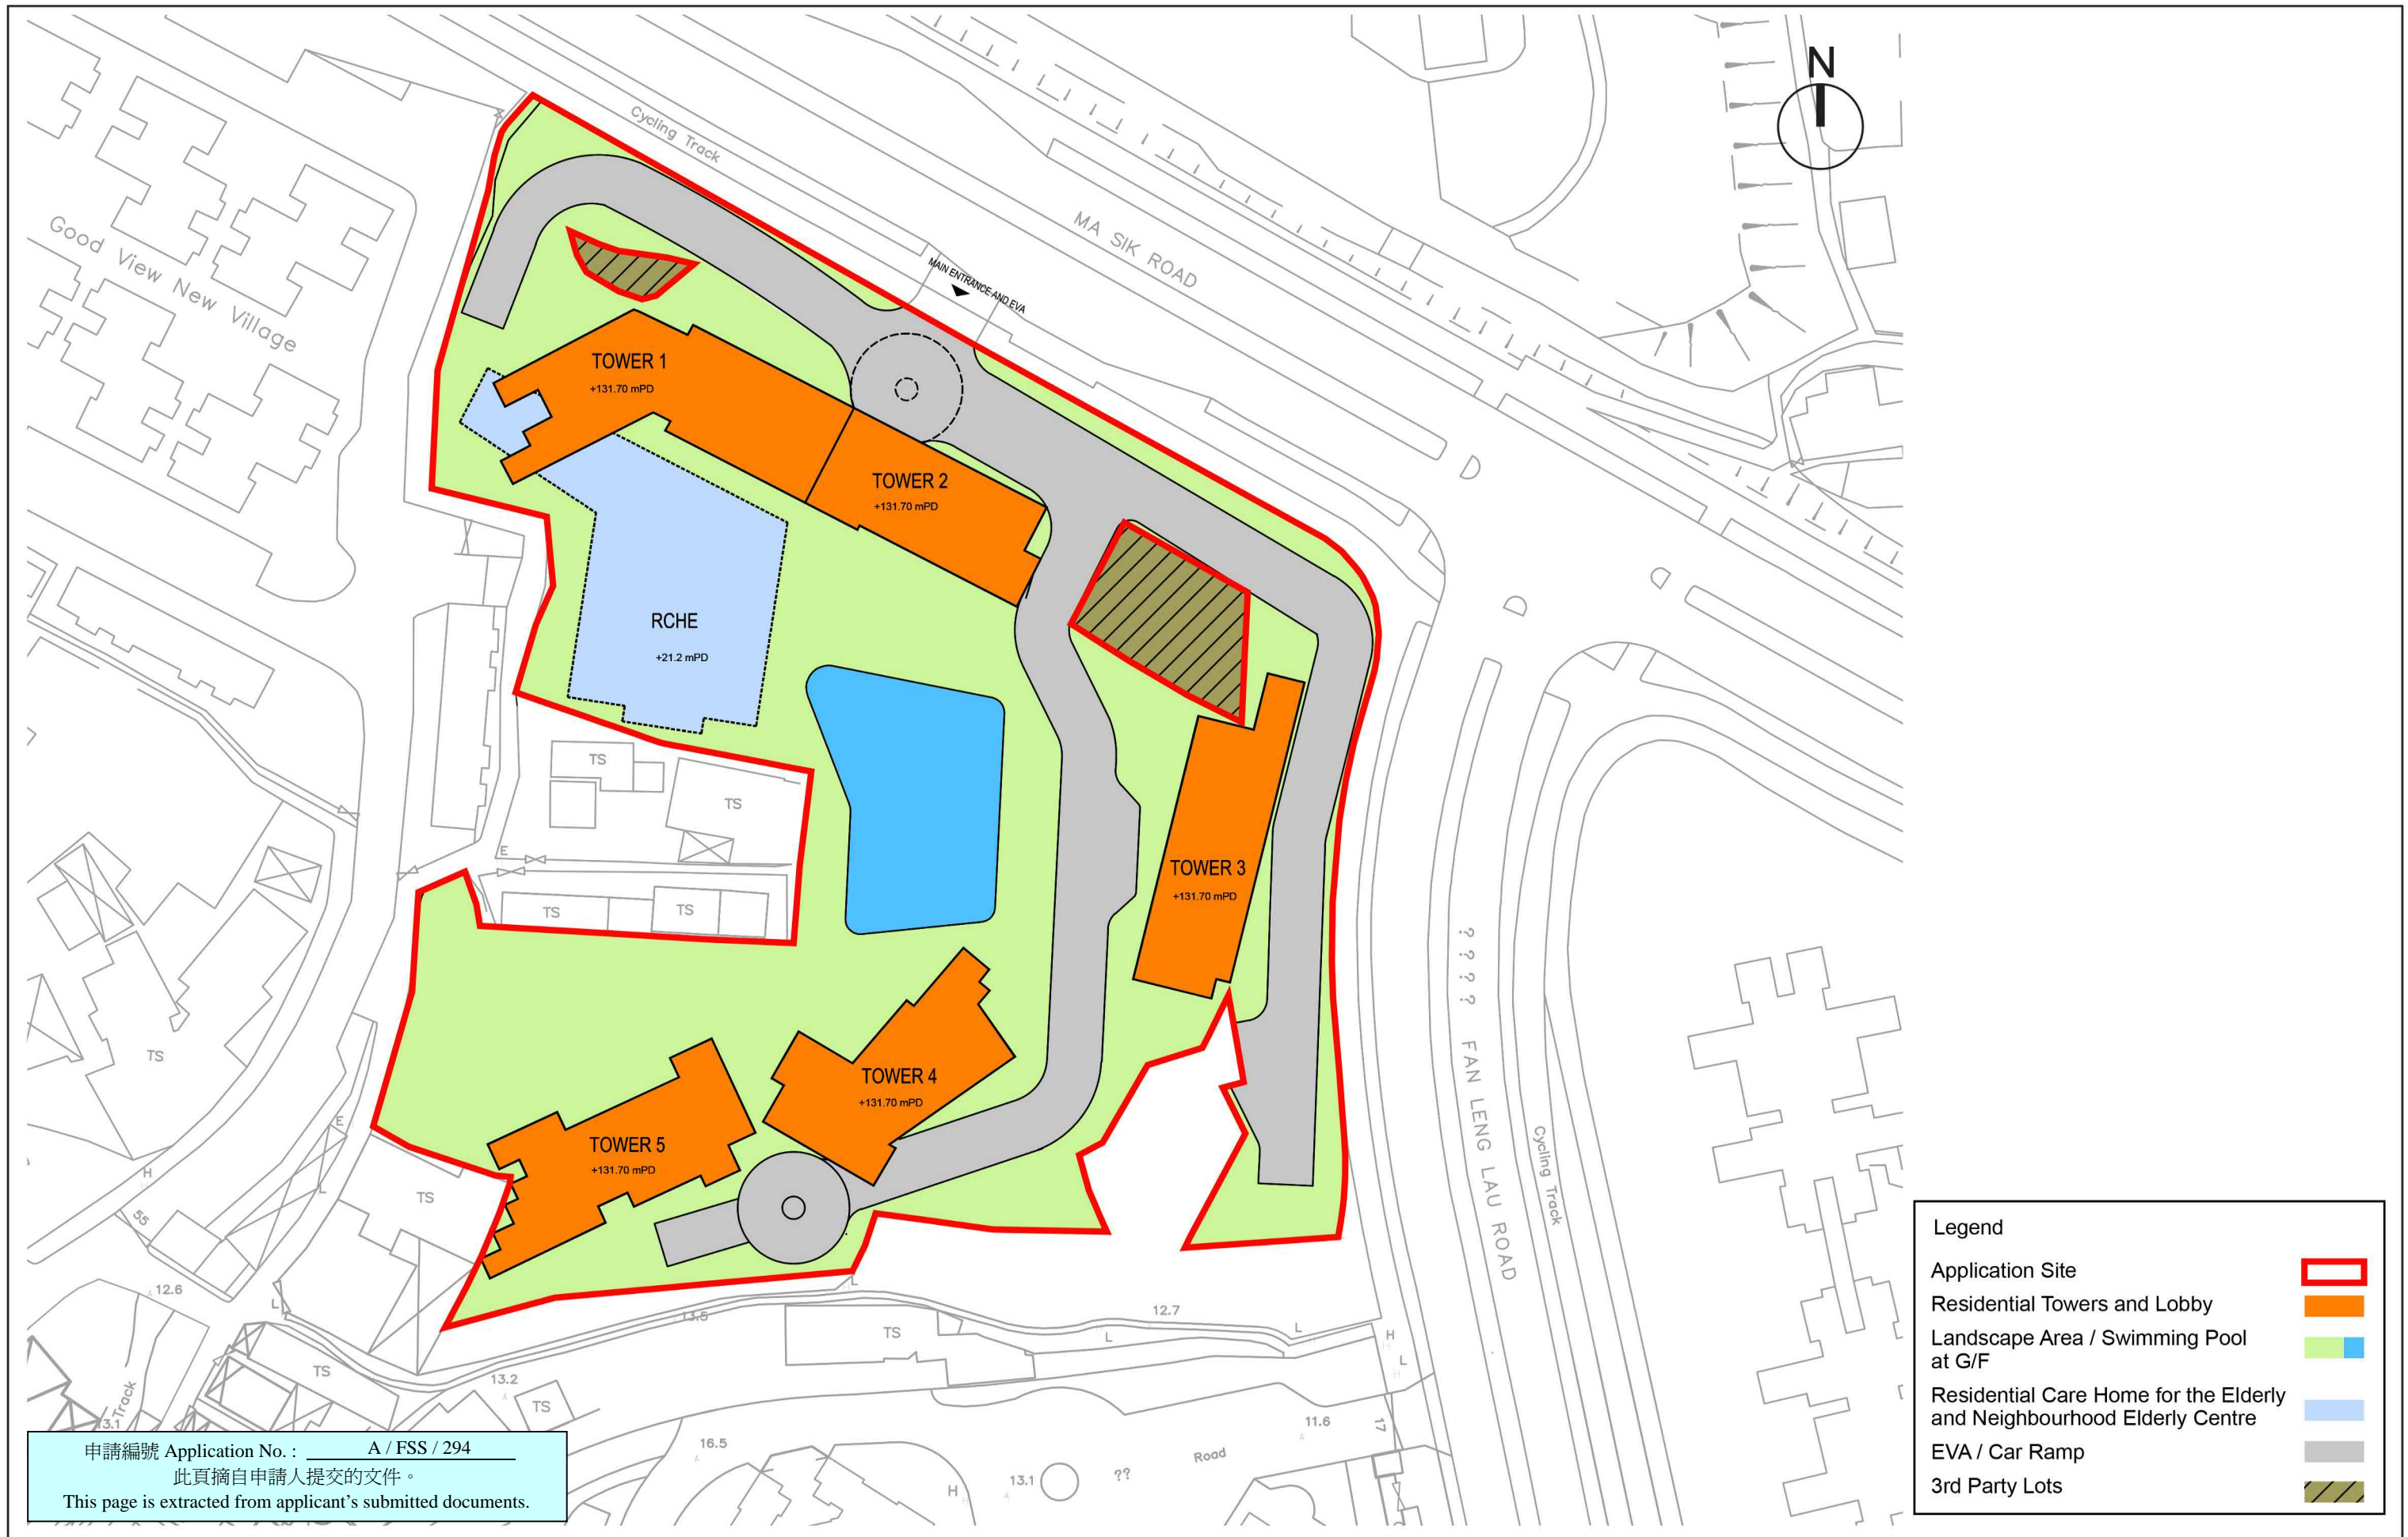 N
Cycling Track
MA SIK ROAD
MAIN ENTRANCE AND EVA
Good View New Village
TOWER 1
+131.70 mPD
TOWER 2
+131.70 mPD
RCHE
+21.2 mPD
TS
TS
E
TS
TS
TOWER 3
+131.70 mPD
? ? ? ? FAN LENG LAU ROAD
Cycling Track
TS
TOWER 4
+131.70 mPD
TOWER 5
+131.70 mPD
E
H
L
TS
55
12.6
L
L
13.5
12.7
TS
L
L
H
L
TS
13.2
TS
Track
13.1
16.5
11.6
17
Road
??
13.1
H
Legend
Application Site
Residential Towers and Lobby
Landscape Area / Swimming Pool
at G/F
Residential Care Home for the Elderly
and Neighbourhood Elderly Centre
EVA / Car Ramp
3rd Party Lots
申請編號 Application No. : A / FSS / 294
此頁摘自申請人提交的文件。
This page is extracted from applicant's submitted documents.